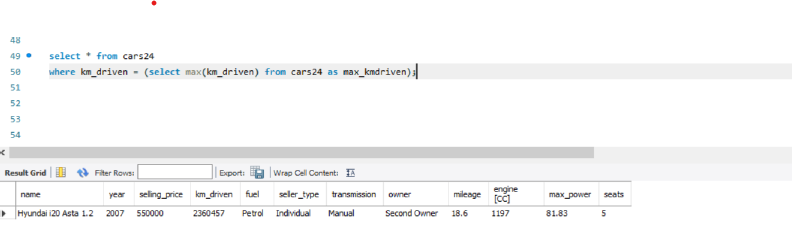 48
49 select * from cars24
50 where km_driven = (select max(km_driven) from cars24 as max_kmdriven);
51
52
53
54
Result Grid Filter Rows: Export: Wrap Cell Content:
name year selling_price km_driven fuel seller_type transmission owner mileage engine [CC] max_power seats
Hyundai i20 Asta 1.2 2007 550000 2360457 Petrol Individual Manual Second Owner 18.6 1197 81.83 5